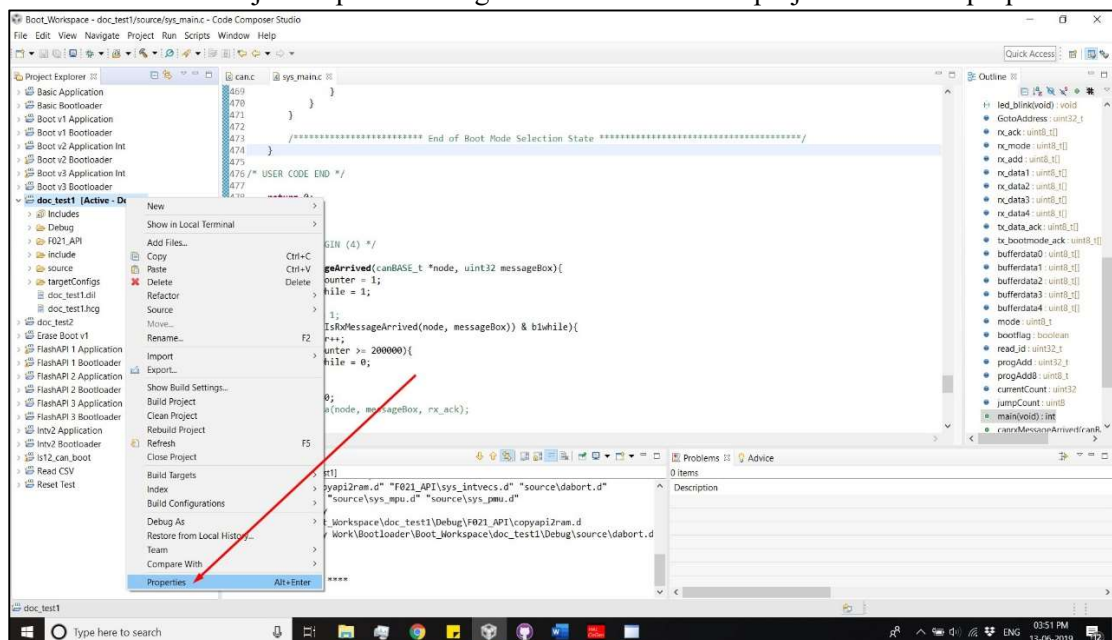 Boot_Workspace - doc_test1/source/sys_main.c - Code Composer Studio
File Edit View Navigate Project Run Scripts Window Help
Quick Access
Project Explorer
Basic Application
Basic Bootloader
Boot v1 Application
Boot v1 Bootloader
Boot v2 Application Int
Boot v2 Bootloader
Boot v3 Application Int
Boot v3 Bootloader
doc_test1 [Active - De
Includes
Debug
F021_API
include
source
targetConfigs
doc_test1.dil
doc_test1.hcg
doc_test2
Erase Boot v1
FlashAPI 1 Application
FlashAPI 1 Bootloader
FlashAPI 2 Application
FlashAPI 2 Bootloader
FlashAPI 3 Application
FlashAPI 3 Bootloader
Intv2 Application
Intv2 Bootloader
ls12_can_boot
Read CSV
Reset Test
New
Show in Local Terminal
Add Files...
Copy Ctrl+C
Paste Ctrl+V
Delete Delete
Refactor
Source
Move...
Rename... F2
Import
Export...
Show Build Settings...
Build Project
Clean Project
Rebuild Project
Refresh F5
Close Project
Build Targets
Index
Build Configurations
Debug As
Restore from Local History...
Team
Compare With
Properties Alt+Enter
can.c sys_main.c
469 }
470 }
471 }
472
473 /************************ End of Boot Mode Selection State **************************************/
474 }
475
476 /* USER CODE END */
477
GIN (4) */
geArrived(canBASE_t *node, uint32 messageBox){
ounter = 1;
hile = 1;
1;
IsRxMessageArrived(node, messageBox)) & b1while){
r++;
unter >= 200000){
hile = 0;
0;
a(node, messageBox, rx_ack);
st1]
pyapi2ram.d" "F021_API\sys_intvecs.d" "source\dabort.d"
"source\sys_mpu.d" "source\sys_pmu.d"
t_Workspace\doc_test1\Debug\F021_API\copyapi2ram.d
Work\Bootloader\Boot_Workspace\doc_test1\Debug\source\dabort.d
****
Problems Advice
0 items
Description
Outline
led_blink(void) : void
GotoAddress : uint32_t
rx_ack : uint8_t[]
rx_mode : uint8_t[]
rx_add : uint8_t[]
rx_data1 : uint8_t[]
rx_data2 : uint8_t[]
rx_data3 : uint8_t[]
rx_data4 : uint8_t[]
tx_data_ack : uint8_t[]
tx_bootmode_ack : uint8_t[]
bufferdata0 : uint8_t[]
bufferdata1 : uint8_t[]
bufferdata2 : uint8_t[]
bufferdata3 : uint8_t[]
bufferdata4 : uint8_t[]
mode : uint8_t
bootflag : boolean
read_id : uint32_t
progAdd : uint32_t
progAdd8 : uint8_t
currentCount : uint32
jumpCount : uint8
main(void) : int
canrxMessageArrived(canB
doc_test1
Type here to search
ENG
03:51 PM
13-06-2019